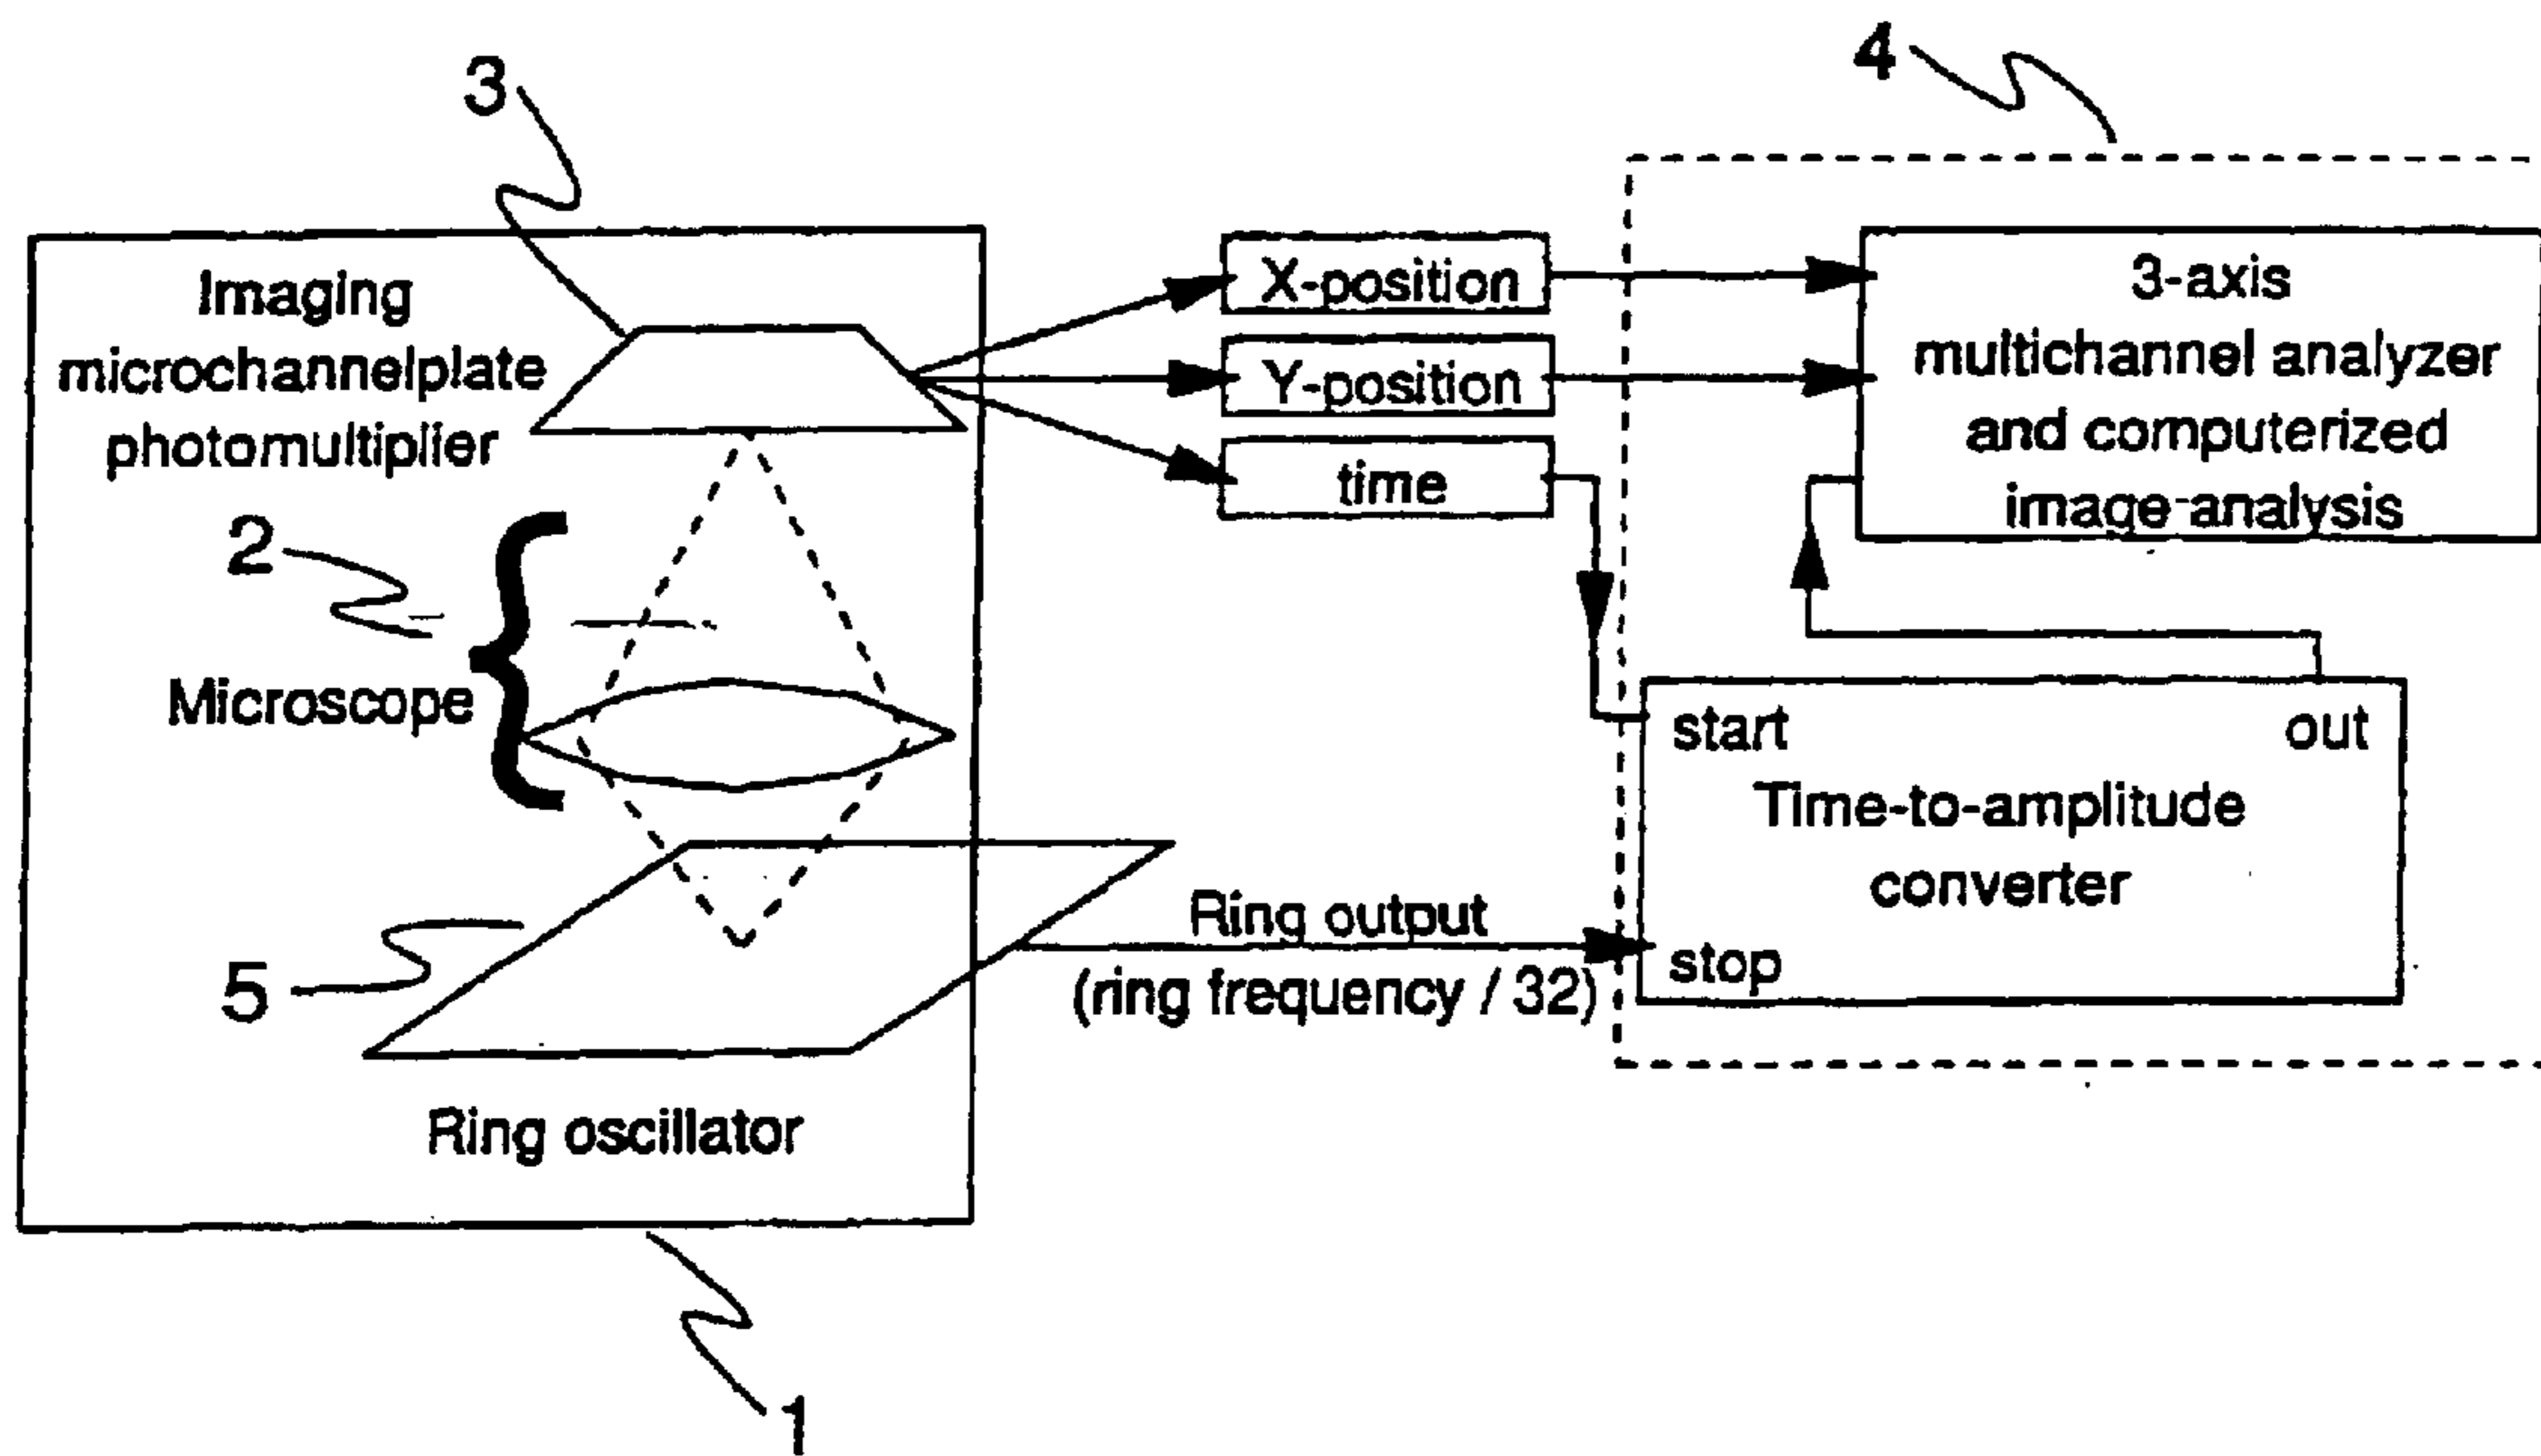 3
4
Imaging
microchannelplate
photomultiplier
X-position
Y-position
time
3-axis
multichannel analyzer
and computerized
image-analysis
2
Microscope
start
out
Time-to-amplitude
converter
stop
Ring output
(ring frequency / 32)
5
Ring oscillator
1